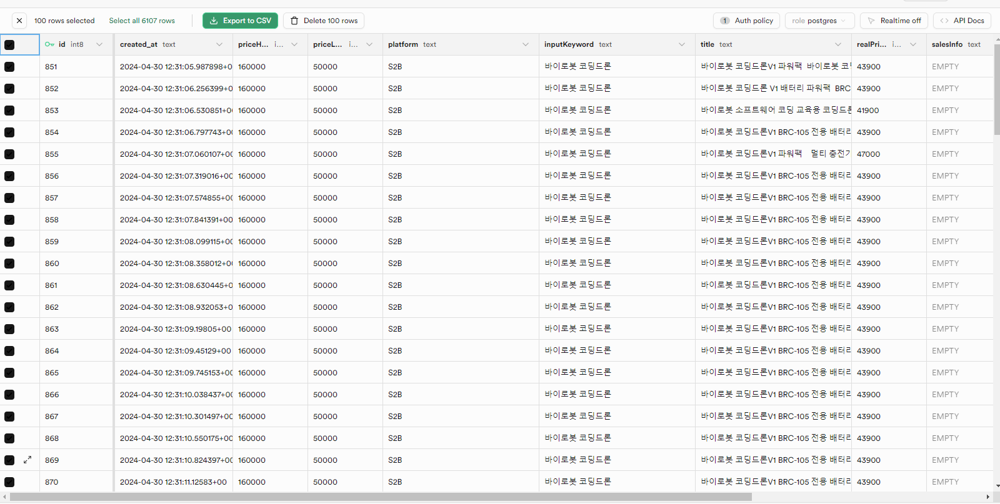 100 rows selected Select all 6107 rows Export to CSV Delete 100 rows 1 Auth policy role postgres Realtime off API Docs
id int8 created_at text priceH... i... priceL... i... platform text inputKeyword text title text realPri... i... salesInfo text
851 2024-04-30 12:31:05.987898+0 160000 50000 S2B 바이로봇 코딩드론 바이로봇 코딩드론V1 파워팩 바이로봇 코 43900 EMPTY
852 2024-04-30 12:31:06.256399+0 160000 50000 S2B 바이로봇 코딩드론 바이로봇 코딩드론 V1 배터리 파워팩 BRC 43900 EMPTY
853 2024-04-30 12:31:06.530851+0 160000 50000 S2B 바이로봇 코딩드론 바이로봇 소프트웨어 코딩 교육용 코딩드론 41900 EMPTY
854 2024-04-30 12:31:06.797743+00 160000 50000 S2B 바이로봇 코딩드론 바이로봇 코딩드론V1 BRC-105 전용 배터리 43900 EMPTY
855 2024-04-30 12:31:07.060107+00 160000 50000 S2B 바이로봇 코딩드론 바이로봇 코딩드론V1 파워팩 멀티 충전기 47000 EMPTY
856 2024-04-30 12:31:07.319016+00 160000 50000 S2B 바이로봇 코딩드론 바이로봇 코딩드론V1 BRC-105 전용 배터리 43900 EMPTY
857 2024-04-30 12:31:07.574855+00 160000 50000 S2B 바이로봇 코딩드론 바이로봇 코딩드론V1 BRC-105 전용 배터리 43900 EMPTY
858 2024-04-30 12:31:07.841391+00 160000 50000 S2B 바이로봇 코딩드론 바이로봇 코딩드론V1 BRC-105 전용 배터리 43900 EMPTY
859 2024-04-30 12:31:08.099115+00 160000 50000 S2B 바이로봇 코딩드론 바이로봇 코딩드론V1 BRC-105 전용 배터리 43900 EMPTY
860 2024-04-30 12:31:08.358012+00 160000 50000 S2B 바이로봇 코딩드론 바이로봇 코딩드론V1 BRC-105 전용 배터리 43900 EMPTY
861 2024-04-30 12:31:08.630445+0 160000 50000 S2B 바이로봇 코딩드론 바이로봇 코딩드론V1 BRC-105 전용 배터리 43900 EMPTY
862 2024-04-30 12:31:08.932053+0 160000 50000 S2B 바이로봇 코딩드론 바이로봇 코딩드론V1 BRC-105 전용 배터리 43900 EMPTY
863 2024-04-30 12:31:09.19805+00 160000 50000 S2B 바이로봇 코딩드론 바이로봇 코딩드론V1 BRC-105 전용 배터리 43900 EMPTY
864 2024-04-30 12:31:09.45129+00 160000 50000 S2B 바이로봇 코딩드론 바이로봇 코딩드론V1 BRC-105 전용 배터리 43900 EMPTY
865 2024-04-30 12:31:09.745153+00 160000 50000 S2B 바이로봇 코딩드론 바이로봇 코딩드론V1 BRC-105 전용 배터리 43900 EMPTY
866 2024-04-30 12:31:10.038437+00 160000 50000 S2B 바이로봇 코딩드론 바이로봇 코딩드론V1 BRC-105 전용 배터리 43900 EMPTY
867 2024-04-30 12:31:10.301497+00 160000 50000 S2B 바이로봇 코딩드론 바이로봇 코딩드론V1 BRC-105 전용 배터리 43900 EMPTY
868 2024-04-30 12:31:10.550175+00 160000 50000 S2B 바이로봇 코딩드론 바이로봇 코딩드론V1 BRC-105 전용 배터리 43900 EMPTY
869 2024-04-30 12:31:10.824397+00 160000 50000 S2B 바이로봇 코딩드론 바이로봇 코딩드론V1 BRC-105 전용 배터리 43900 EMPTY
870 2024-04-30 12:31:11.12583+00 160000 50000 S2B 바이로봇 코딩드론 바이로봇 코딩드론V1 BRC-105 전용 배터리 43900 EMPTY